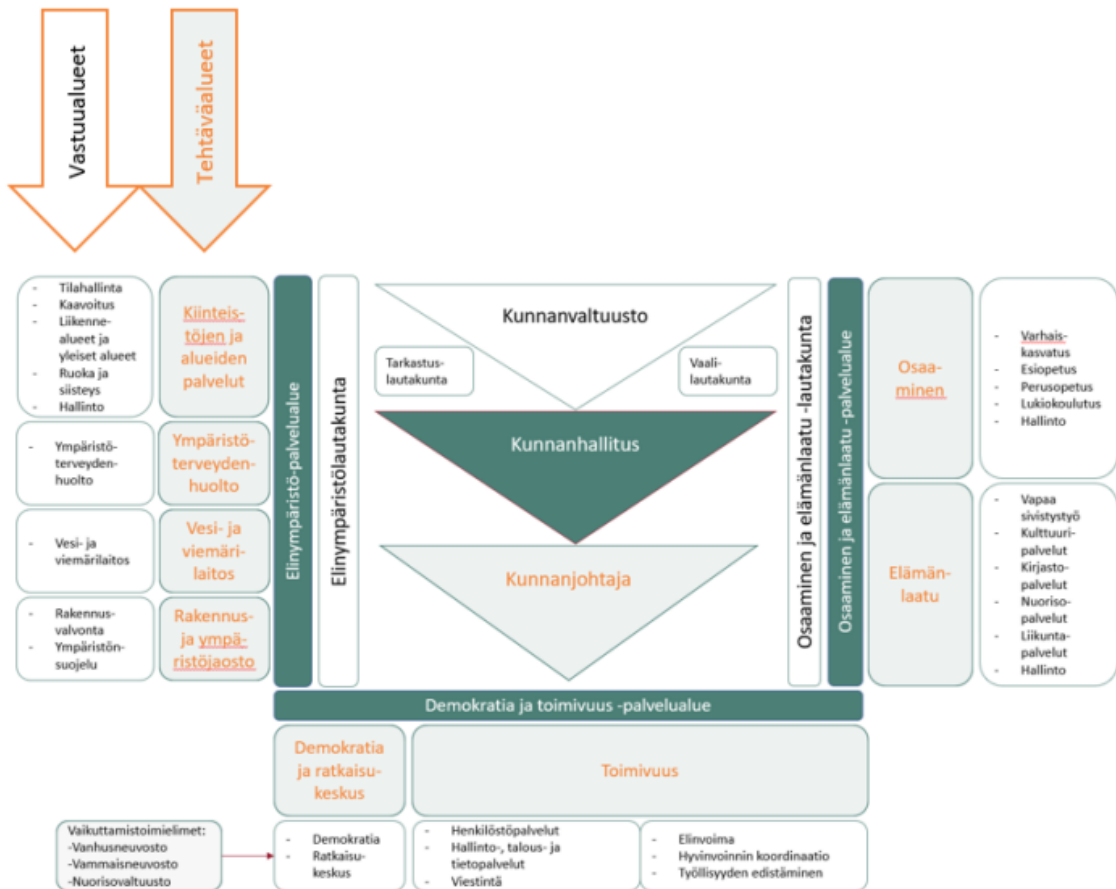 Vastuualueet
Tehtäväalueet
- Tilahallinta
- Kaavoitus
- Liikenne-
alueet ja
yleiset alueet
- Ruoka ja
siisteys
- Hallinto
Kiinteis-
töjen ja
alueiden
palvelut
- Ympäristö-
terveyden-
huolto
Ympäristö-
terveyden-
huolto
- Vesi- ja
viemärilaitos
Vesi- ja
viemäri-
laitos
- Rakennus-
valvonta
- Ympäristön-
suojelu
Rakennus-
ja ympä-
ristöjaosto
Elinympäristö-palvelualue
Elinympäristölautakunta
Kunnanvaltuusto
Tarkastus-
lautakunta
Vaali-
lautakunta
Kunnanhallitus
Kunnanjohtaja
Osaaminen ja elämänlaatu -lautakunta
Osaaminen ja elämänlaatu -palvelualue
Osaa-
minen
- Varhais-
kasvatus
- Esiopetus
- Perusopetus
- Lukiokoulutus
- Hallinto
Elämän-
laatu
- Vapaa
sivistystyö
- Kulttuuri-
palvelut
- Kirjasto-
palvelut
- Nuoriso-
palvelut
- Liikunta-
palvelut
- Hallinto
Demokratia ja toimivuus -palvelualue
Demokratia
ja ratkaisu-
keskus
Toimivuus
Vaikuttamistoimielimet:
-Vanhusneuvosto
-Vammaisneuvosto
-Nuorisovaltuusto
- Demokratia
- Ratkaisu-
keskus
- Henkilöstöpalvelut
- Hallinto-, talous- ja
tietopalvelut
- Viestintä
- Elinvoima
- Hyvinvoinnin koordinaatio
- Työllisyyden edistäminen